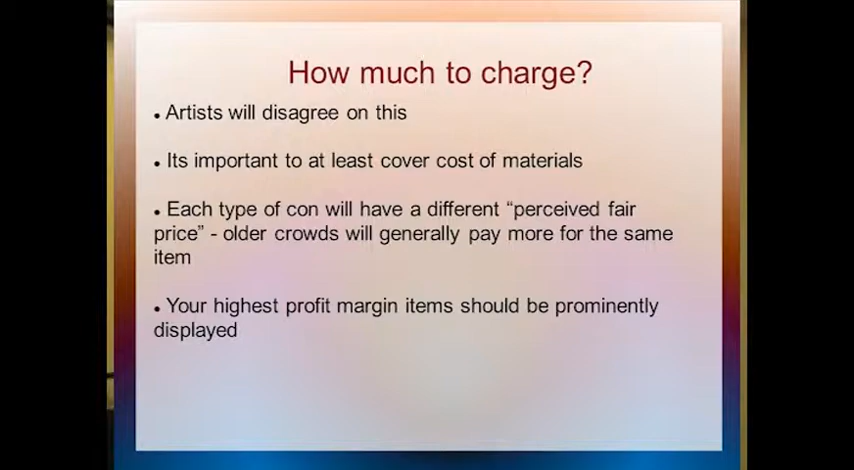 How much to charge?
• Artists will disagree on this
• Its important to at least cover cost of materials
• Each type of con will have a different “perceived fair
price” - older crowds will generally pay more for the same
item
• Your highest profit margin items should be prominently
displayed